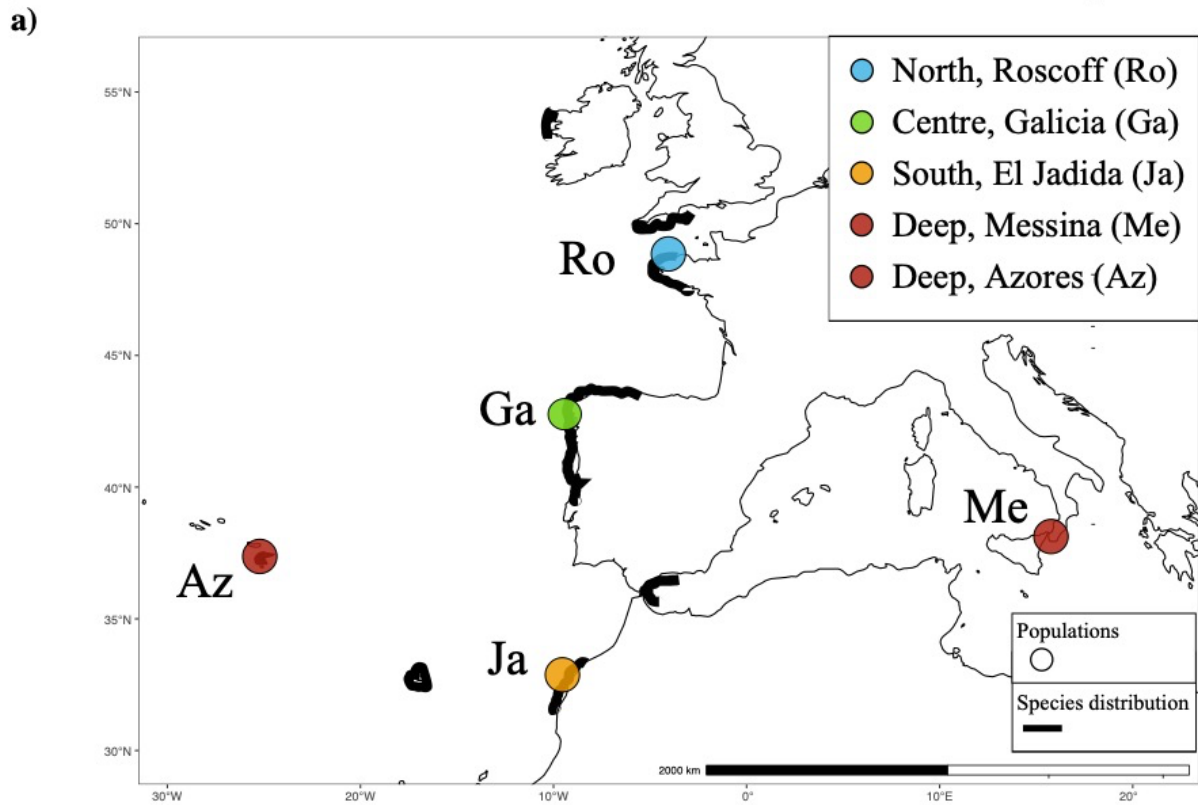 a)
North, Roscoff (Ro)
Centre, Galicia (Ga)
South, El Jadida (Ja)
Deep, Messina (Me)
Deep, Azores (Az)
55°N
50°N
Ro
45°N
Ga
40°N
Me
Az
35°N
Ja
Populations
Species distribution
30°N
2000 km
30°W
20°W
10°W
0°
10°E
20°